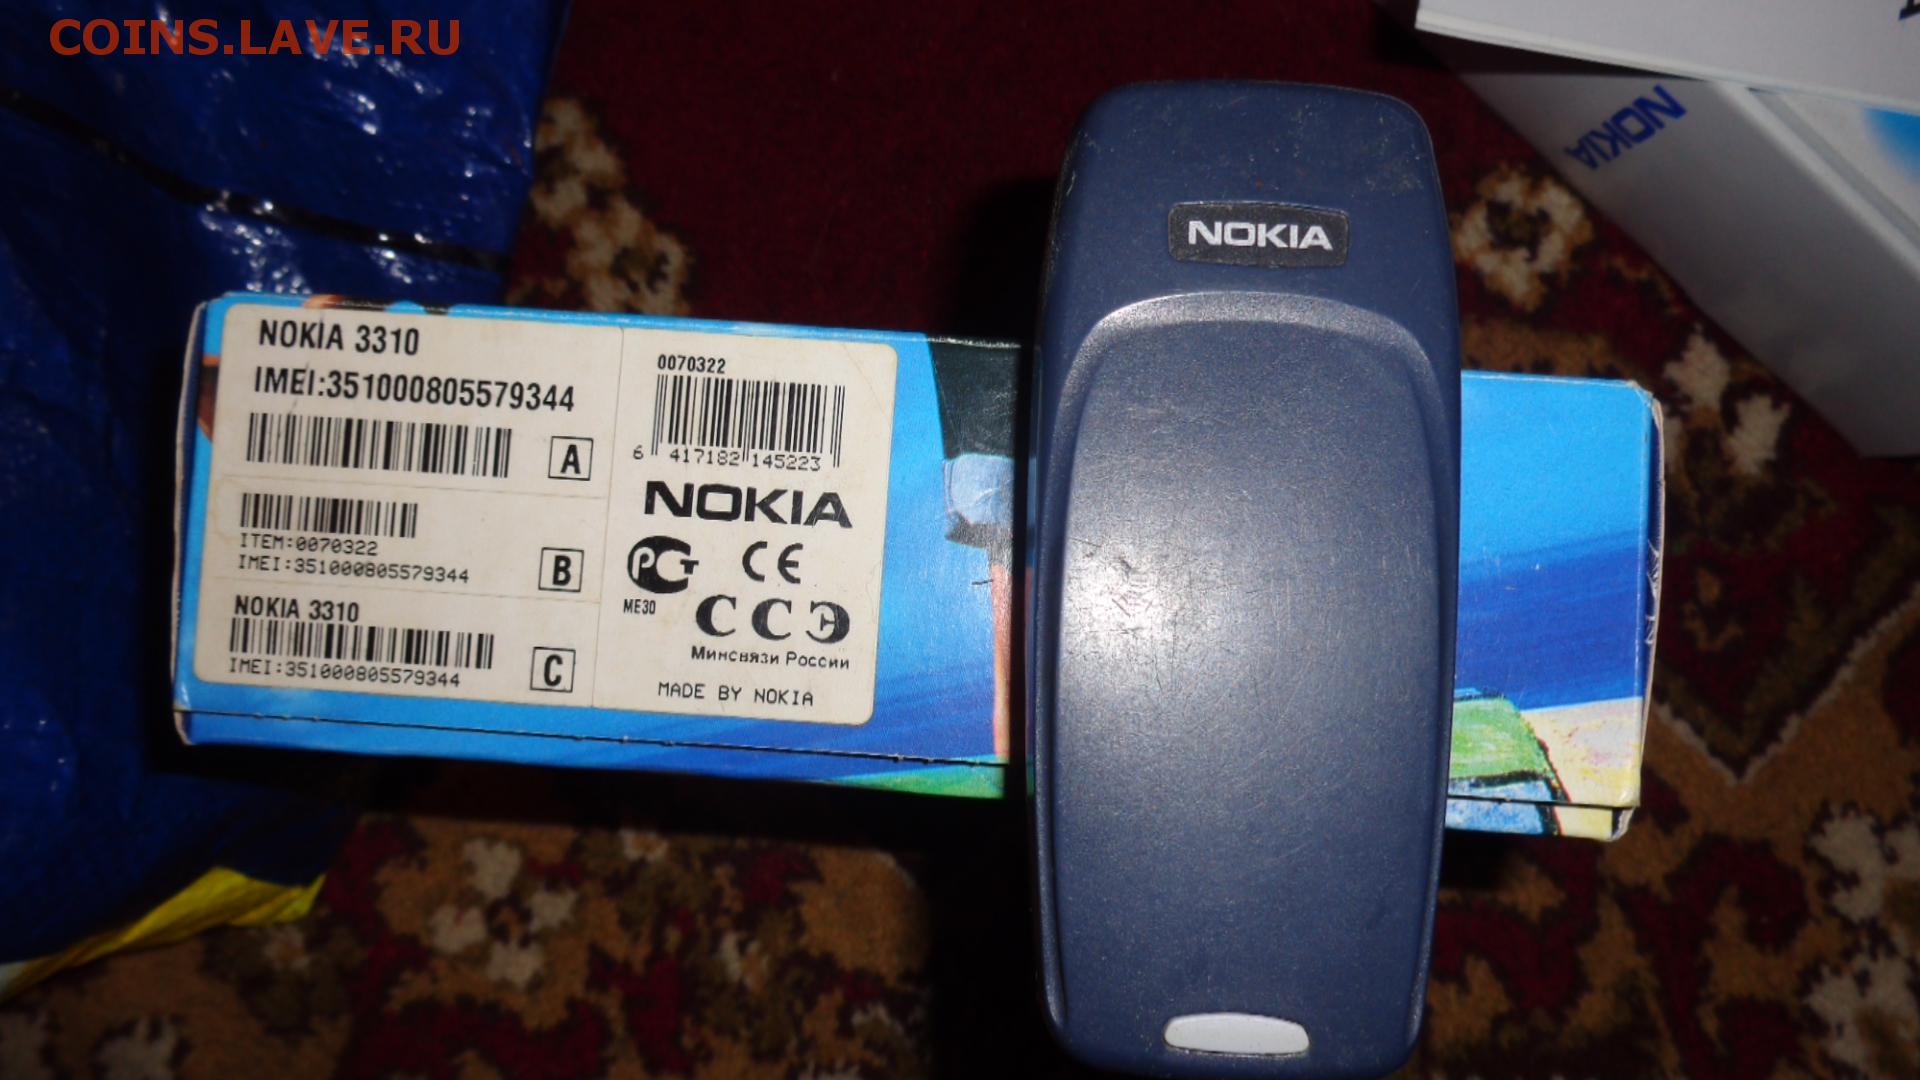 COINS.LAVE.RU
NOKIA
NOKIA
NOKIA 3310
IMEI:351000805579344
A
ITEM:0070322
IMEI:351000805579344
B
NOKIA 3310
IMEI:351000805579344
C
0070322
6 417182 145223
NOKIA
РСТ CE
ME30
ССЭ
Минсвязи России
MADE BY NOKIA